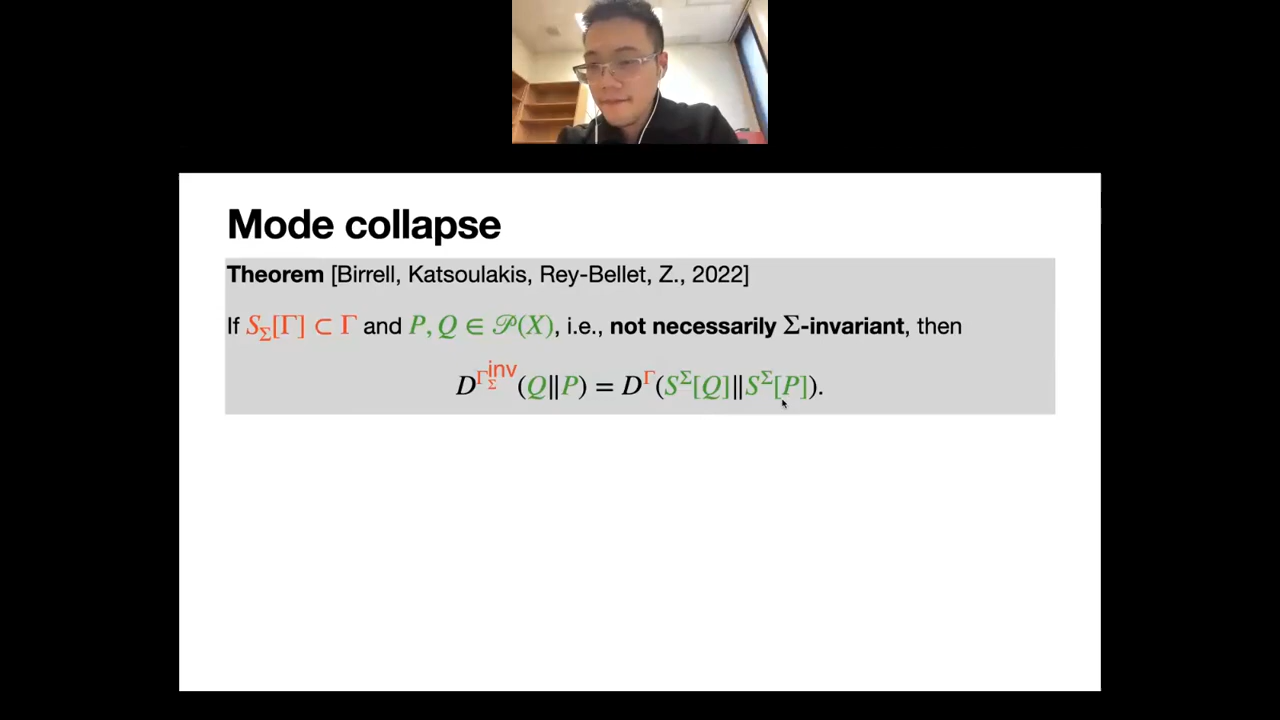 Mode collapse
Theorem [Birrell, Katsoulakis, Rey-Bellet, Z., 2022]
If S_Σ[Γ] ⊂ Γ and P, Q ∈ 𝒫(X), i.e., not necessarily Σ-invariant, then
D^{Γ_Σ^{inv}}(Q‖P) = D^Γ(S^Σ[Q]‖S^Σ[P]).